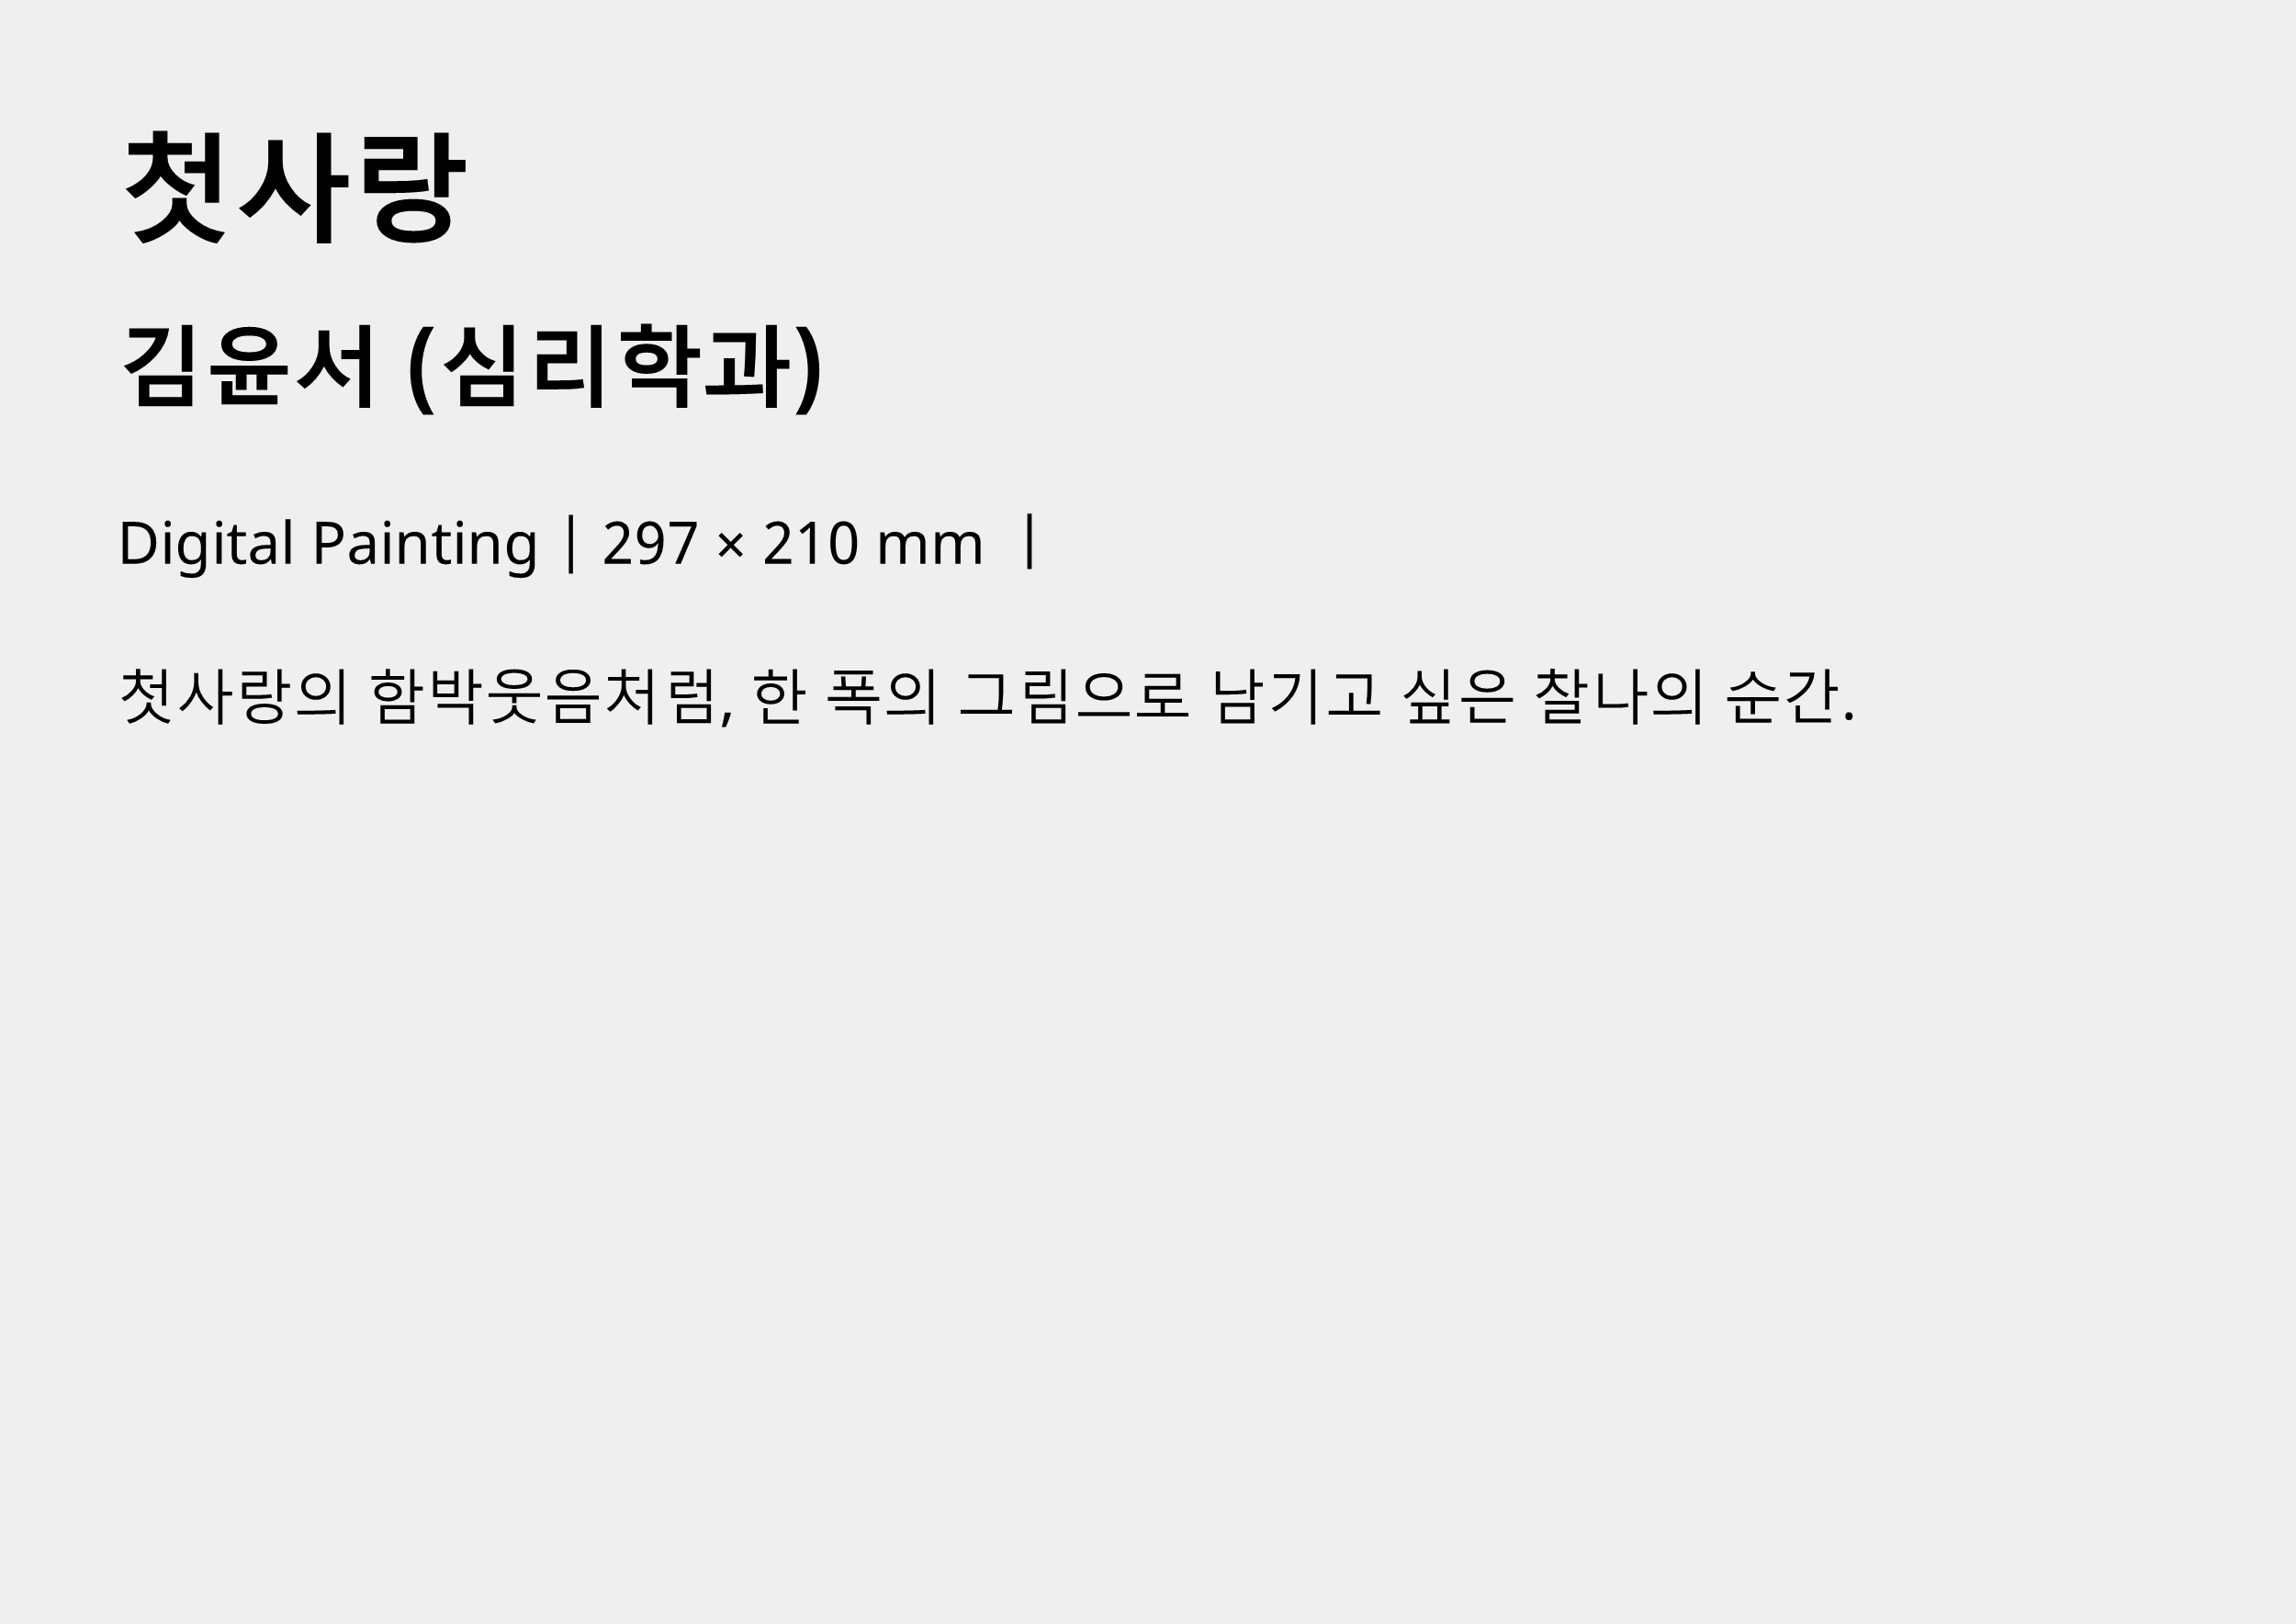 첫사랑
김윤서 (심리학과)
Digital Painting | 297 × 210 mm |
첫사랑의 함박웃음처럼, 한 폭의 그림으로 남기고 싶은 찰나의 순간.